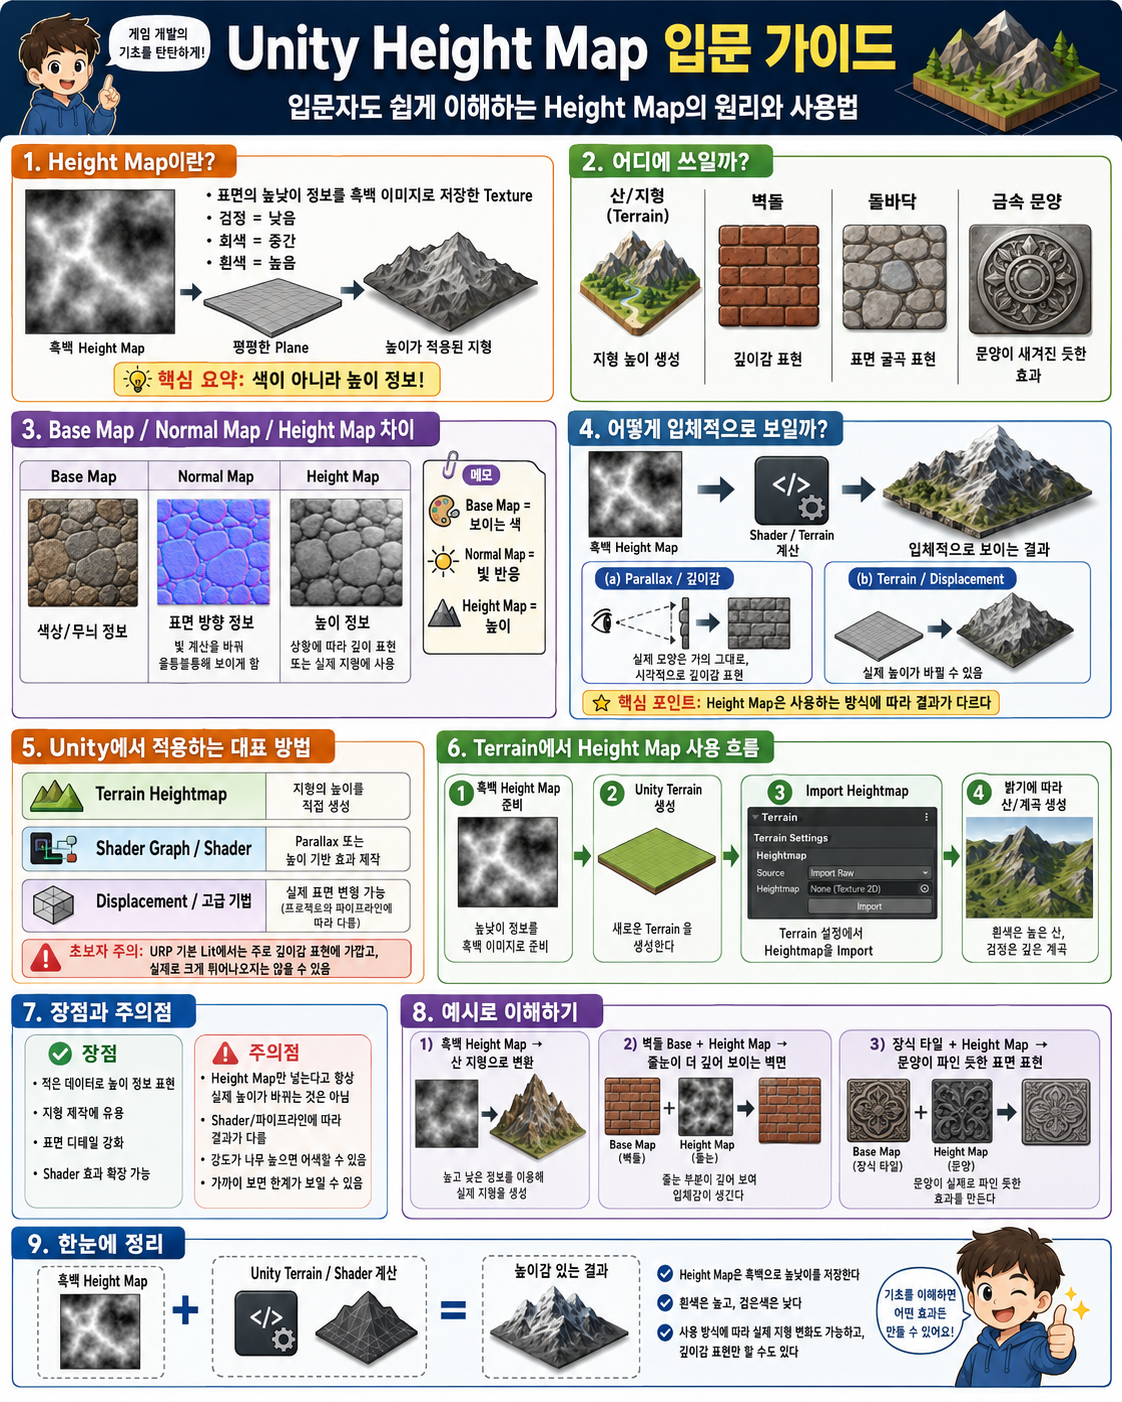 게임 개발의
기초를 탄탄하게!
Unity Height Map 입문 가이드
입문자도 쉽게 이해하는 Height Map의 원리와 사용법
1. Height Map이란?
• 표면의 높낮이 정보를 흑백 이미지로 저장한 Texture
• 검정 = 낮음
• 회색 = 중간
• 흰색 = 높음
흑백 Height Map
평평한 Plane
높이가 적용된 지형
핵심 요약: 색이 아니라 높이 정보!
2. 어디에 쓰일까?
산/지형
(Terrain)
지형 높이 생성
벽돌
깊이감 표현
돌바닥
표면 굴곡 표현
금속 문양
문양이 새겨진 듯한
효과
3. Base Map / Normal Map / Height Map 차이
Base Map
색상/무늬 정보
Normal Map
표면 방향 정보
빛 계산을 바꿔
울퉁불퉁해 보이게 함
Height Map
높이 정보
상황에 따라 깊이 표현
또는 실제 지형에 사용
메모
Base Map =
보이는 색
Normal Map =
빛 반응
Height Map =
높이
4. 어떻게 입체적으로 보일까?
흑백 Height Map
</>
Shader / Terrain
계산
입체적으로 보이는 결과
(a) Parallax / 깊이감
실제 모양은 거의 그대로,
시각적으로 깊이감 표현
(b) Terrain / Displacement
실제 높이가 바뀔 수 있음
핵심 포인트: Height Map은 사용하는 방식에 따라 결과가 다르다
5. Unity에서 적용하는 대표 방법
Terrain Heightmap
지형의 높이를
직접 생성
Shader Graph / Shader
Parallax 또는
높이 기반 효과 제작
Displacement / 고급 기법
실제 표면 변형 가능
(프로젝토와 파이프라인에
따라 다름)
초보자 주의: URP 기본 Lit에서는 주로 깊이감 표현에 가깝고,
실제로 크게 튀어나오지는 않을 수 있음
6. Terrain에서 Height Map 사용 흐름
1 흑백 Height Map
준비
높낮이 정보를
흑백 이미지로 준비
2 Unity Terrain
생성
새로운 Terrain 을
생성한다
3 Import Heightmap
Terrain
Terrain Settings
Heightmap
Source Import Raw
Heightmap None (Texture 2D)
Import
Terrain 설정에서
Heightmap을 Import
4 밝기에 따라
산/계곡 생성
흰색은 높은 산,
검정은 깊은 계곡
7. 장점과 주의점
장점
• 적은 데이터로 높이 정보 표현
• 지형 제작에 유용
• 표면 디테일 강화
• Shader 효과 확장 가능
주의점
• Height Map만 넣는다고 항상
실제 높이가 바뀌는 것은 아님
• Shader/파이프라인에 따라
결과가 다름
• 강도가 나무 높으면 어색할 수 있음
• 가까이 보면 한계가 보일 수 있음
8. 예시로 이해하기
1) 흑백 Height Map →
산 지형으로 변환
높고 낮은 정보를 이용해
실제 지형을 생성
2) 벽돌 Base + Height Map →
줄눈이 더 깊어 보이는 벽면
+
Base Map
(벽돌)
Height Map
(줄눈)
줄눈 부분이 깊어 보여
입체감이 생긴다
3) 장식 타일 + Height Map →
문양이 파인 듯한 표면 표현
+
Base Map
(장식 타일)
Height Map
(문양)
문양이 실제로 파인 듯한
효과를 만든다
9. 한눈에 정리
흑백 Height Map
+
Unity Terrain / Shader 계산
</>
=
높이감 있는 결과
Height Map은 흑백으로 높낮이를 저장한다
흰색은 높고, 검은색은 낮다
사용 방식에 따라 실제 지형 변화도 가능하고,
깊이감 표현만 할 수도 있다
기초를 이해하면
어떤 효과든
만들 수 있어요!